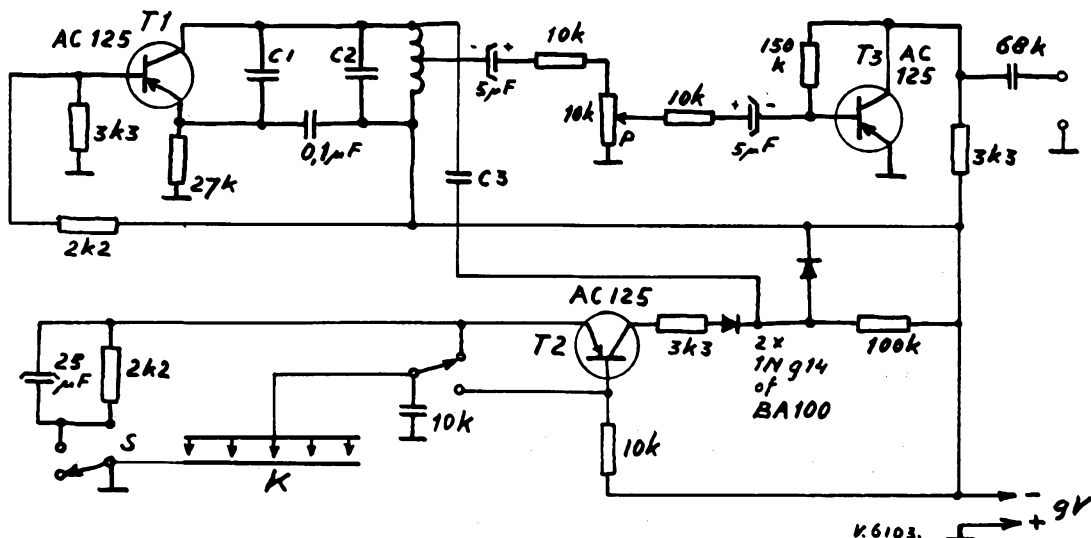 T1
AC 125
C1
C2
- +
5µF
10k
10k
P
10k
+ -
5µF
150
k
T3
AC
125
68k
3k3
3k3
27k
0,1µF
C3
2k2
AC 125
T2
3k3
2 x
1N 914
of
BA100
100k
25
µF
2k2
10k
10k
S
K
- 9V
+
V.6103.